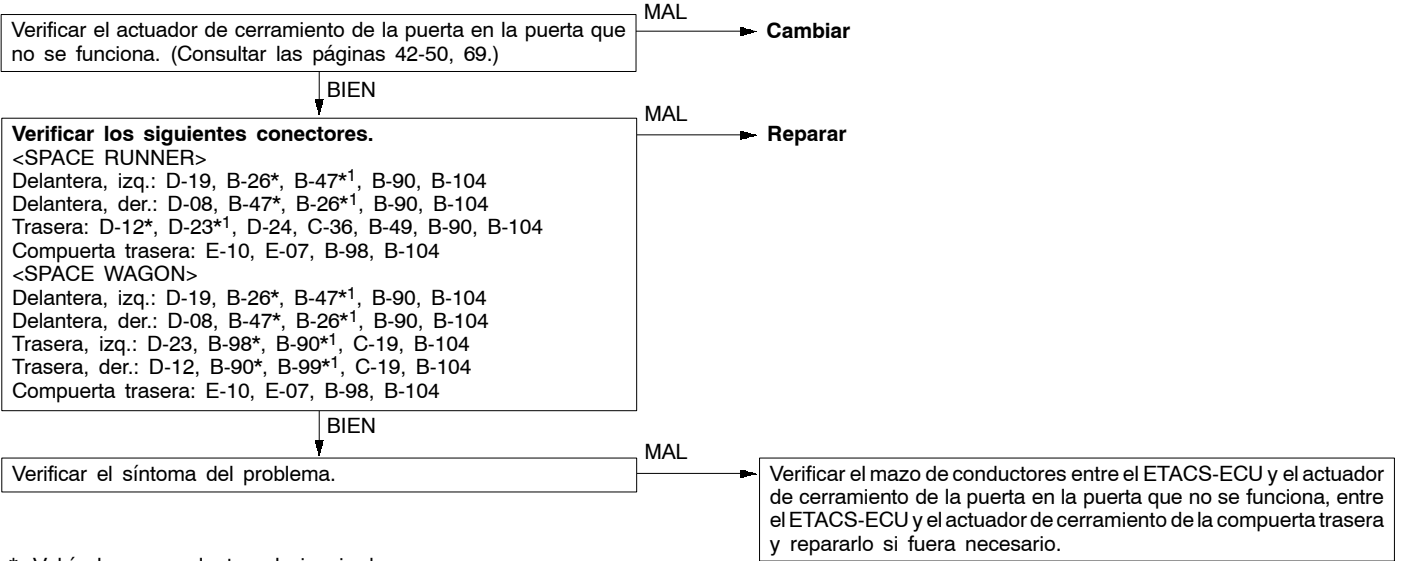 Verificar el actuador de cerramiento de la puerta en la puerta que
no se funciona. (Consultar las páginas 42-50, 69.)
MAL
Cambiar
BIEN
Verificar los siguientes conectores.
<SPACE RUNNER>
Delantera, izq.: D-19, B-26*, B-47*1, B-90, B-104
Delantera, der.: D-08, B-47*, B-26*1, B-90, B-104
Trasera: D-12*, D-23*1, D-24, C-36, B-49, B-90, B-104
Compuerta trasera: E-10, E-07, B-98, B-104
<SPACE WAGON>
Delantera, izq.: D-19, B-26*, B-47*1, B-90, B-104
Delantera, der.: D-08, B-47*, B-26*1, B-90, B-104
Trasera, izq.: D-23, B-98*, B-90*1, C-19, B-104
Trasera, der.: D-12, B-90*, B-99*1, C-19, B-104
Compuerta trasera: E-10, E-07, B-98, B-104
MAL
Reparar
BIEN
Verificar el síntoma del problema.
MAL
Verificar el mazo de conductores entre el ETACS-ECU y el actuador
de cerramiento de la puerta en la puerta que no se funciona, entre
el ETACS-ECU y el actuador de cerramiento de la compuerta trasera
y repararlo si fuera necesario.